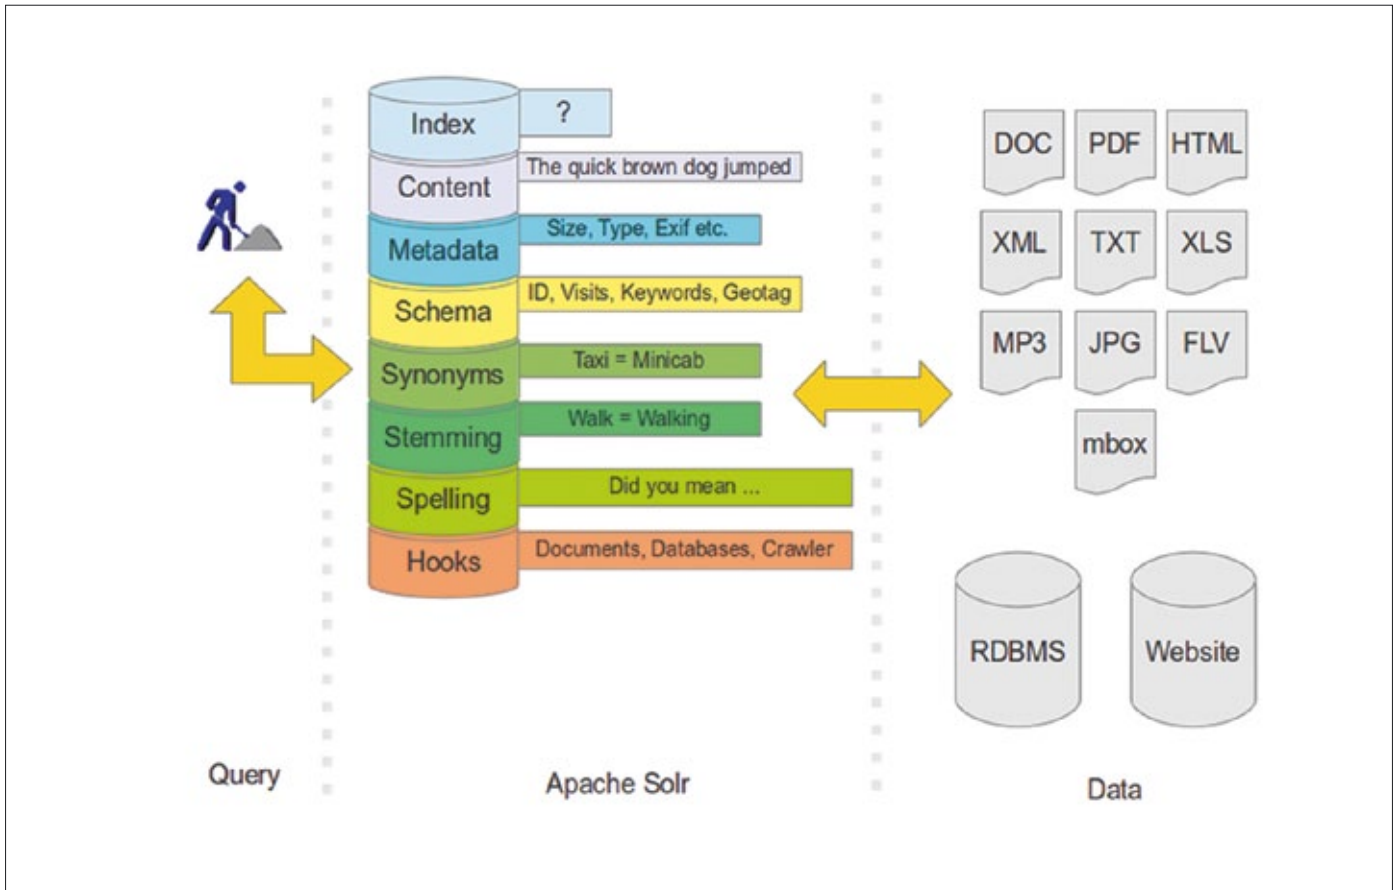 Index
?
Content
The quick brown dog jumped
Metadata
Size, Type, Exif etc.
Schema
ID, Visits, Keywords, Geotag
Synonyms
Taxi = Minicab
Stemming
Walk = Walking
Spelling
Did you mean ...
Hooks
Documents, Databases, Crawler
DOC
PDF
HTML
XML
TXT
XLS
MP3
JPG
FLV
mbox
RDBMS
Website
Query
Apache Solr
Data